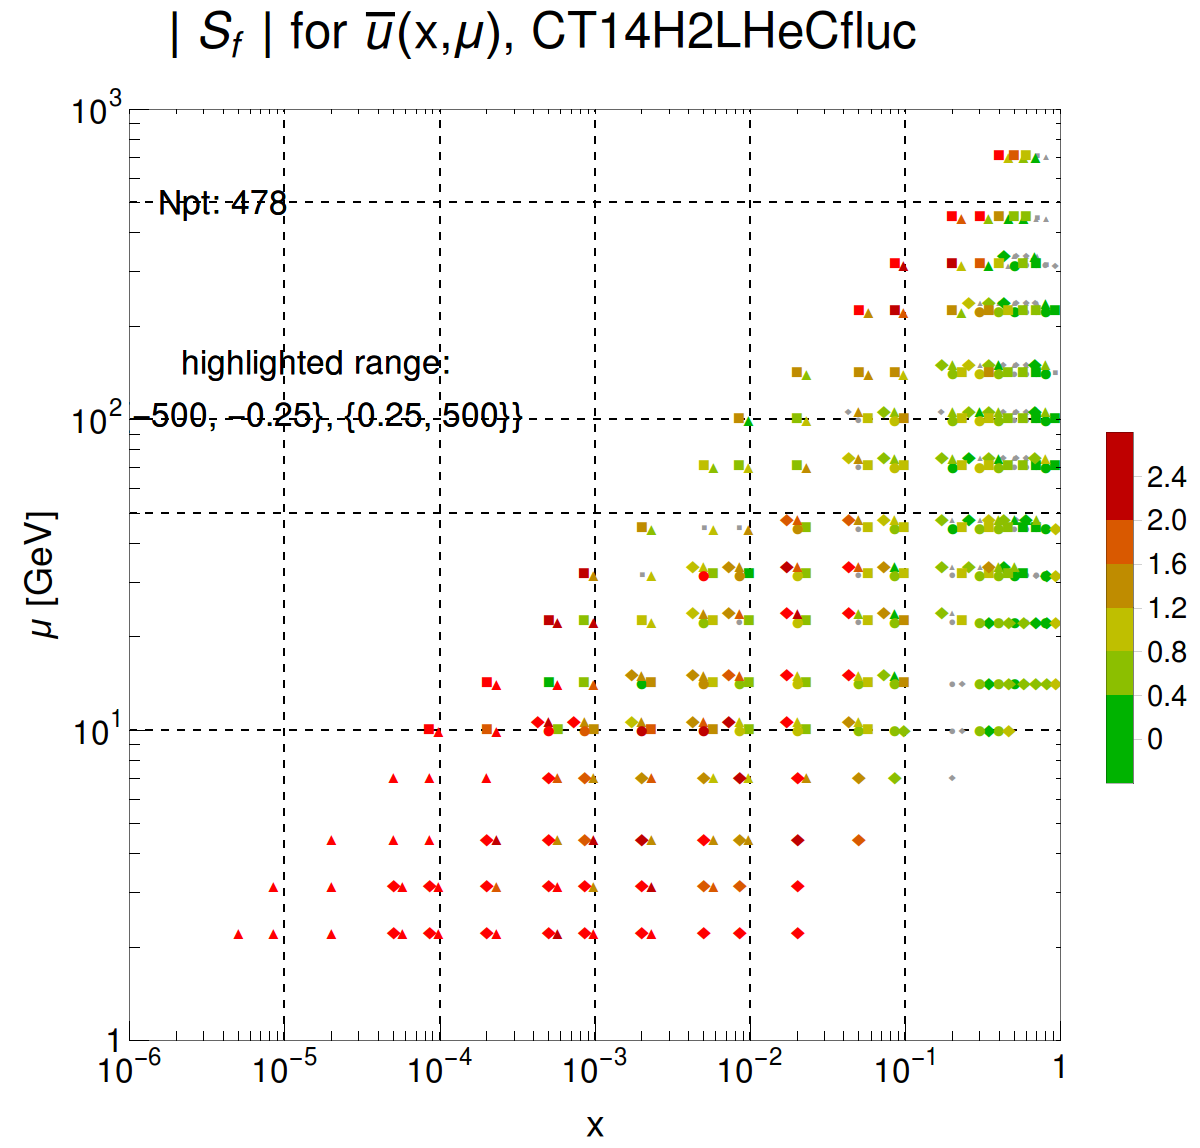 | S_f | for u̅(x,μ), CT14H2LHeCfluc
10^3
Npt: 478
highlighted range:
10^2
−500, −0.25}, {0.25, 500}}
μ [GeV]
10^1
1
10^−6 10^−5 10^−4 10^−3 10^−2 10^−1 1
x
2.4
2.0
1.6
1.2
0.8
0.4
0